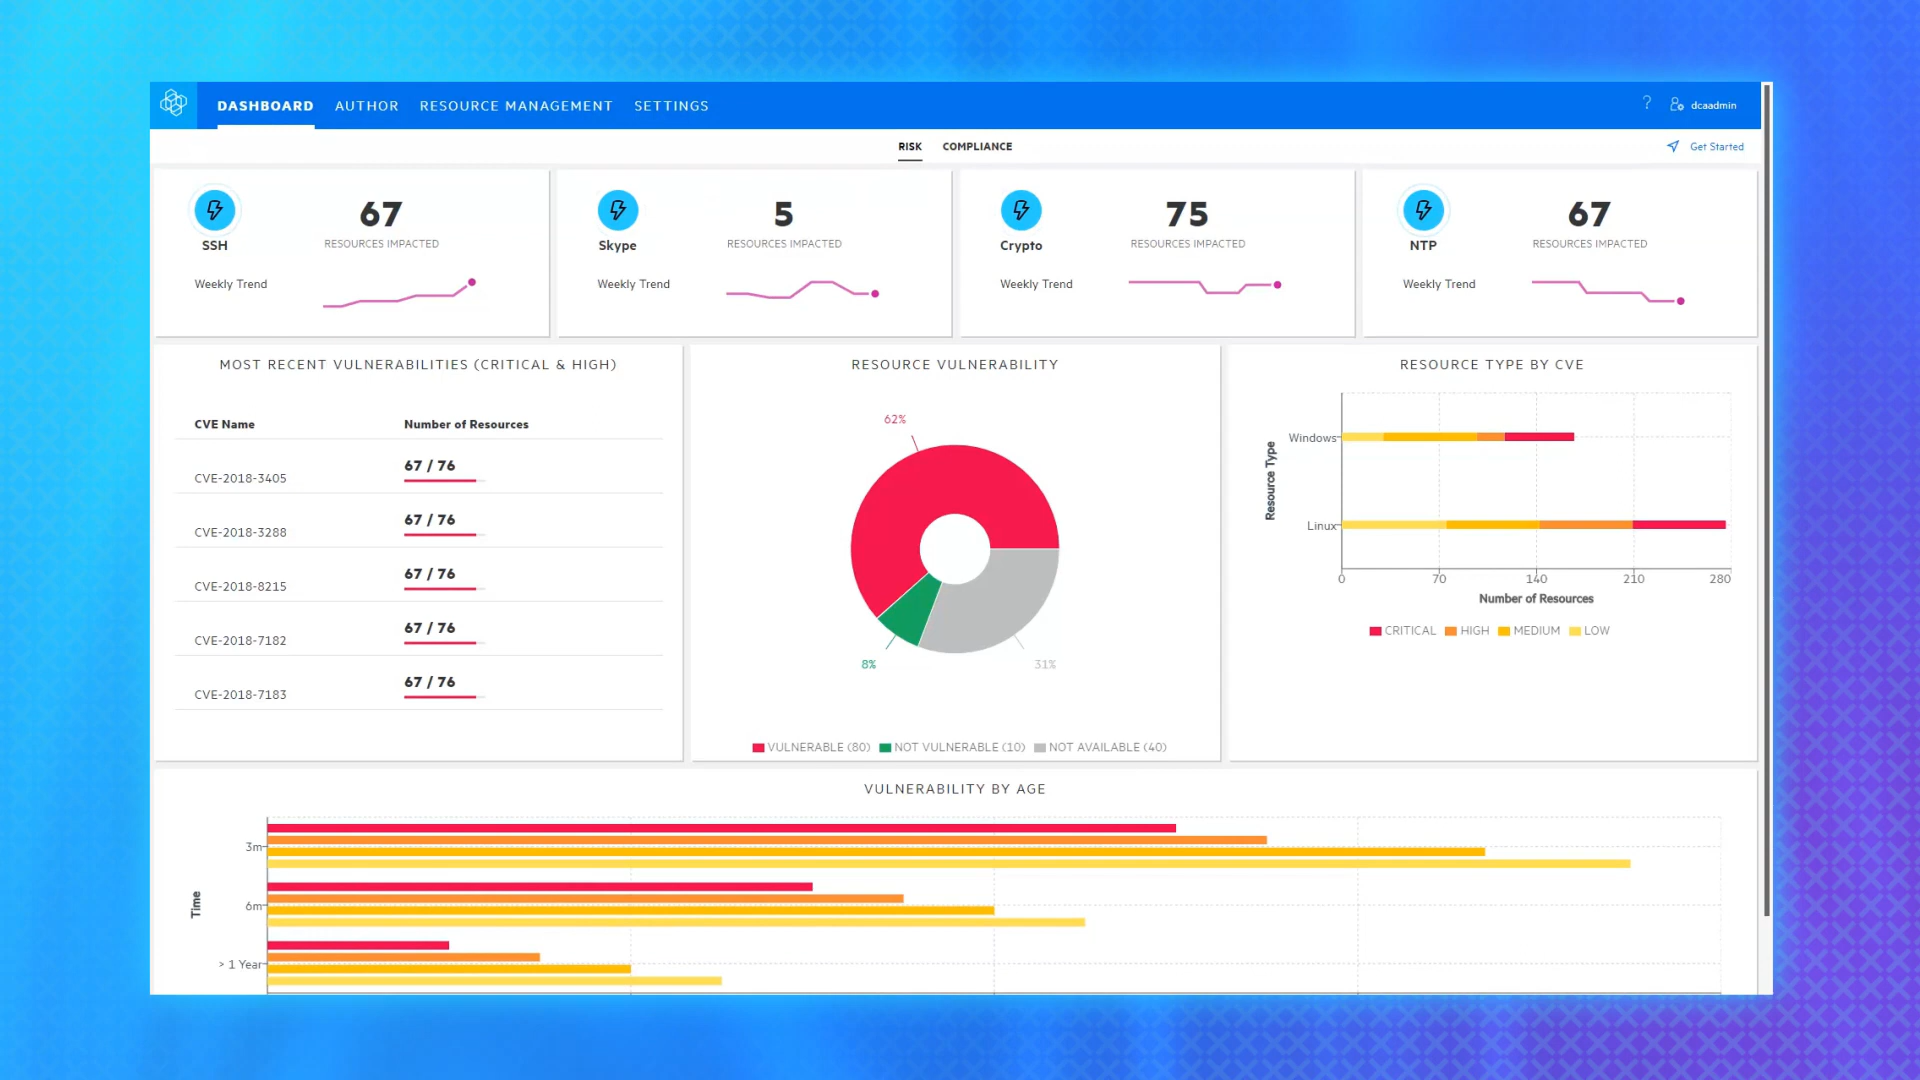 DASHBOARD AUTHOR RESOURCE MANAGEMENT SETTINGS ? dcaadmin
RISK COMPLIANCE Get Started
SSH 67 RESOURCES IMPACTED
Weekly Trend
Skype 5 RESOURCES IMPACTED
Weekly Trend
Crypto 75 RESOURCES IMPACTED
Weekly Trend
NTP 67 RESOURCES IMPACTED
Weekly Trend
MOST RECENT VULNERABILITIES (CRITICAL & HIGH)
CVE Name Number of Resources
CVE-2018-3405 67 / 76
CVE-2018-3288 67 / 76
CVE-2018-8215 67 / 76
CVE-2018-7182 67 / 76
CVE-2018-7183 67 / 76
RESOURCE VULNERABILITY
62%
8%
31%
VULNERABLE (80) NOT VULNERABLE (10) NOT AVAILABLE (40)
RESOURCE TYPE BY CVE
Resource Type
Windows
Linux
0 70 140 210 280
Number of Resources
CRITICAL HIGH MEDIUM LOW
VULNERABILITY BY AGE
Time
3m
6m
> 1 Year